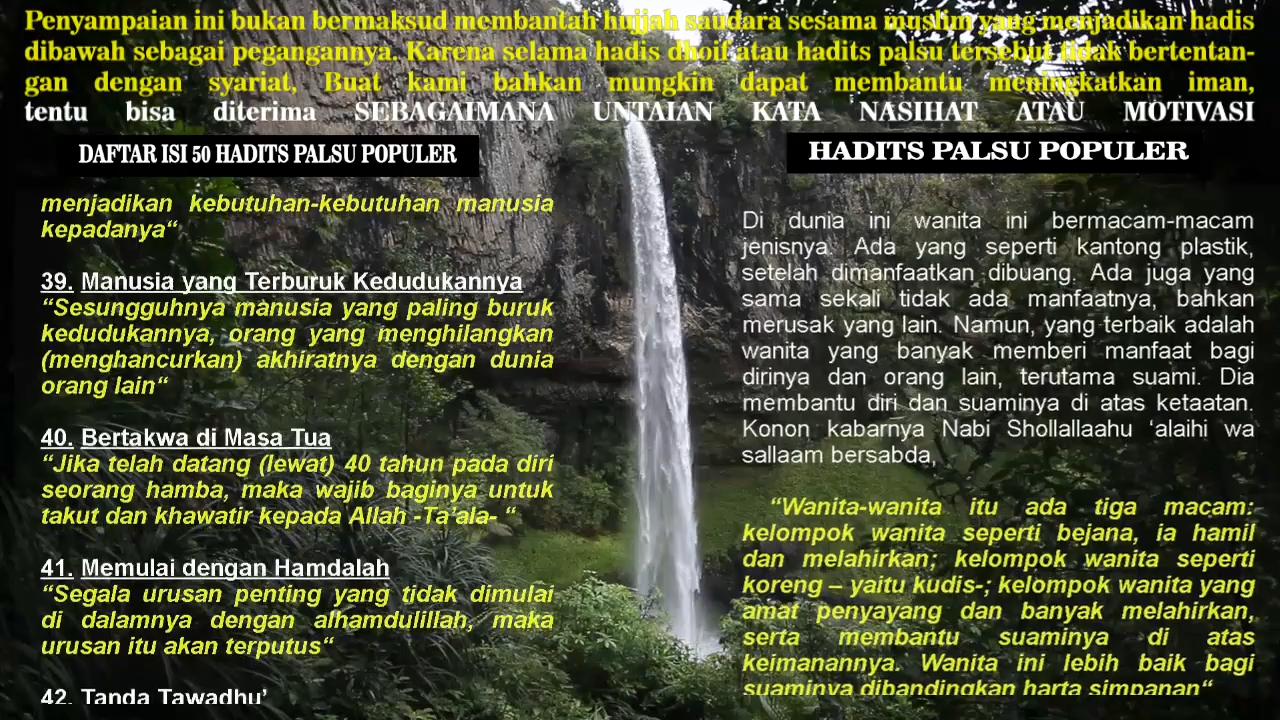 Penyampaian ini bukan bermaksud membantah hujjah saudara sesama muslim yang menjadikan hadis
dibawah sebagai pegangannya. Karena selama hadis dhoif atau hadits palsu tersebut tidak bertentan-
gan dengan syariat, Buat kami bahkan mungkin dapat membantu meningkatkan iman,
tentu bisa diterima SEBAGAIMANA UNTAIAN KATA NASIHAT ATAU MOTIVASI
DAFTAR ISI 50 HADITS PALSU POPULER
menjadikan kebutuhan-kebutuhan manusia
kepadanya“
39. Manusia yang Terburuk Kedudukannya
“Sesungguhnya manusia yang paling buruk
kedudukannya, orang yang menghilangkan
(menghancurkan) akhiratnya dengan dunia
orang lain“
40. Bertakwa di Masa Tua
“Jika telah datang (lewat) 40 tahun pada diri
seorang hamba, maka wajib baginya untuk
takut dan khawatir kepada Allah -Ta’ala- “
41. Memulai dengan Hamdalah
“Segala urusan penting yang tidak dimulai
di dalamnya dengan alhamdulillah, maka
urusan itu akan terputus“
42. Tanda Tawadhu’
HADITS PALSU POPULER
Di dunia ini wanita ini bermacam-macam
jenisnya. Ada yang seperti kantong plastik,
setelah dimanfaatkan dibuang. Ada juga yang
sama sekali tidak ada manfaatnya, bahkan
merusak yang lain. Namun, yang terbaik adalah
wanita yang banyak memberi manfaat bagi
dirinya dan orang lain, terutama suami. Dia
membantu diri dan suaminya di atas ketaatan.
Konon kabarnya Nabi Shollallaahu ‘alaihi wa
sallaam bersabda,
“Wanita-wanita itu ada tiga macam:
kelompok wanita seperti bejana, ia hamil
dan melahirkan; kelompok wanita seperti
koreng – yaitu kudis-; kelompok wanita yang
amat penyayang dan banyak melahirkan,
serta membantu suaminya di atas
keimanannya. Wanita ini lebih baik bagi
suaminya dibandingkan harta simpanan“